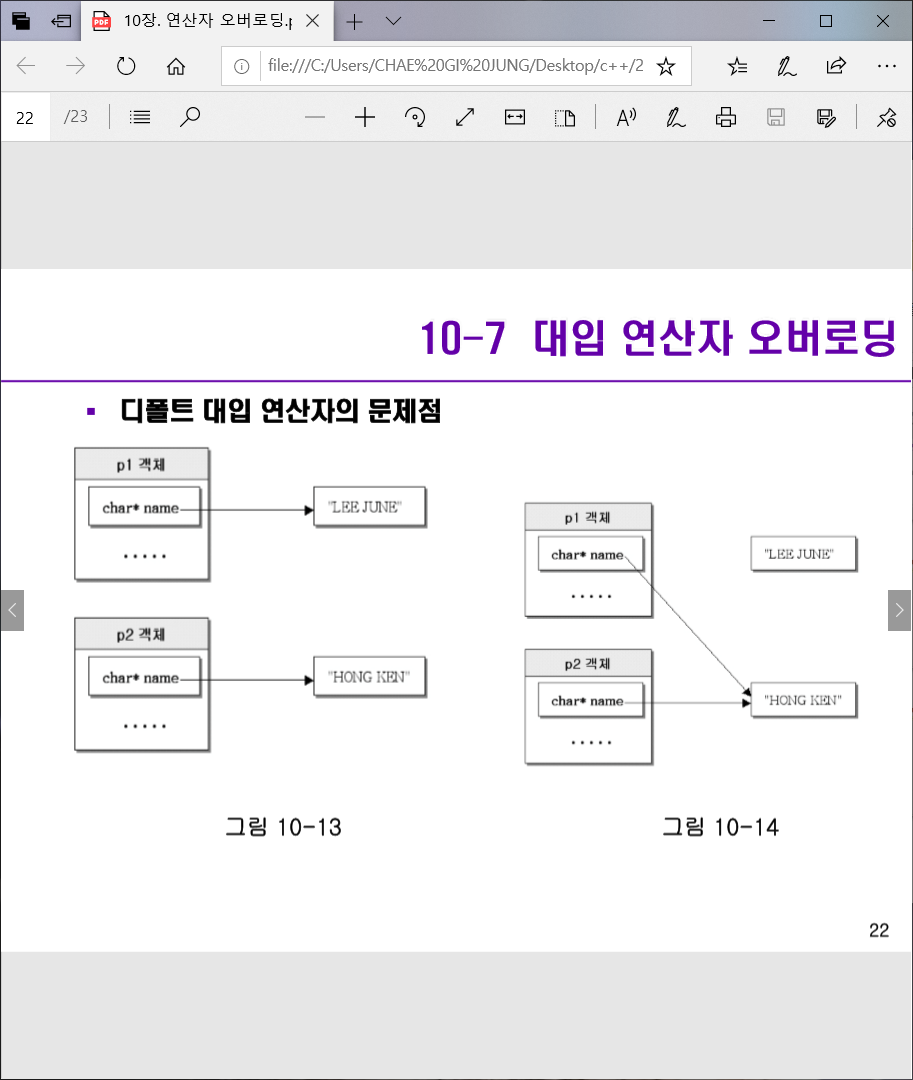 10장. 연산자 오버로딩.p
file:///C:/Users/CHAE%20GI%20JUNG/Desktop/c++/2
22 /23
10-7 대입 연산자 오버로딩
▪ 디폴트 대입 연산자의 문제점
p1 객체
char* name
"LEE JUNE"
.....
p2 객체
char* name
"HONG KEN"
.....
그림 10-13
p1 객체
char* name
"LEE JUNE"
.....
p2 객체
char* name
"HONG KEN"
.....
그림 10-14
22